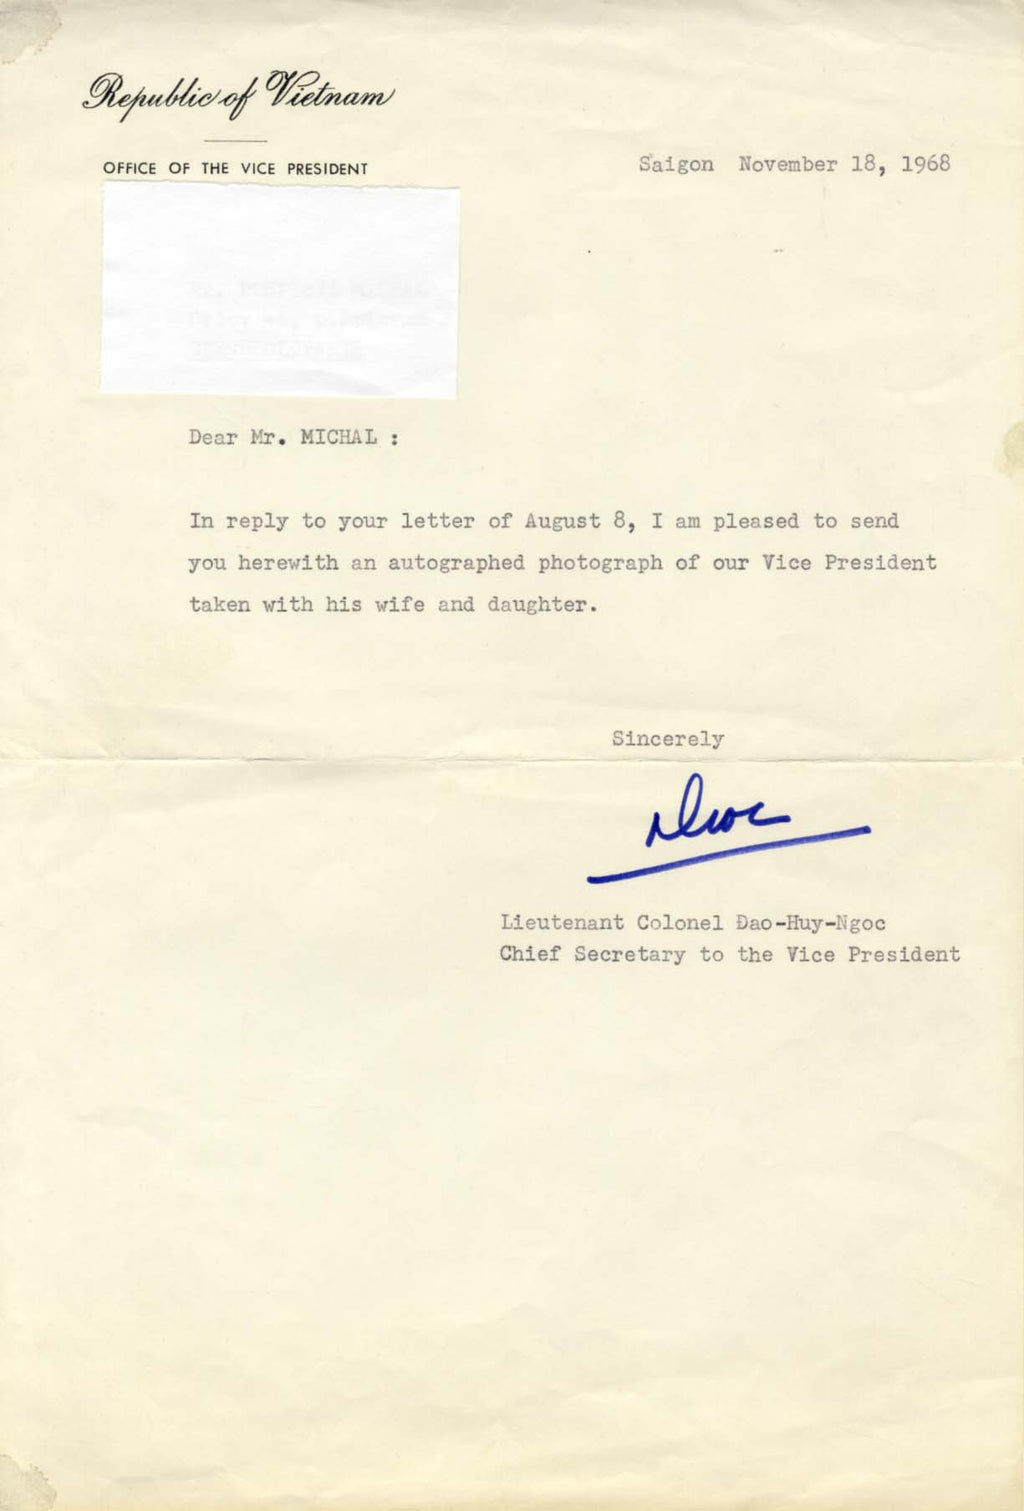 Republic of Vietnam
OFFICE OF THE VICE PRESIDENT
Saigon November 18, 1968
Dear Mr. MICHAL :
In reply to your letter of August 8, I am pleased to send
you herewith an autographed photograph of our Vice President
taken with his wife and daughter.
Sincerely
Lieutenant Colonel Đao-Huy-Ngoc
Chief Secretary to the Vice President